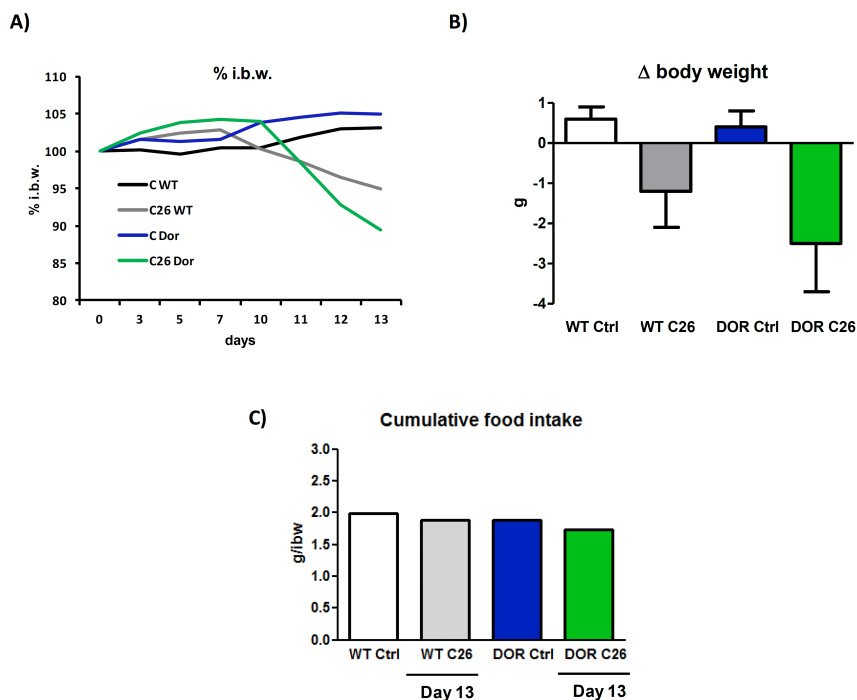 A)
% i.b.w.
110
105
100
95
90
85
80
% i.b.w.
C WT
C26 WT
C Dor
C26 Dor
0 3 5 7 10 11 12 13
days
B)
Δ body weight
1
0
-1
-2
-3
-4
g
WT Ctrl WT C26 DOR Ctrl DOR C26
C)
Cumulative food intake
3.0
2.5
2.0
1.5
1.0
0.5
0.0
g/ibw
WT Ctrl WT C26 DOR Ctrl DOR C26
Day 13 Day 13